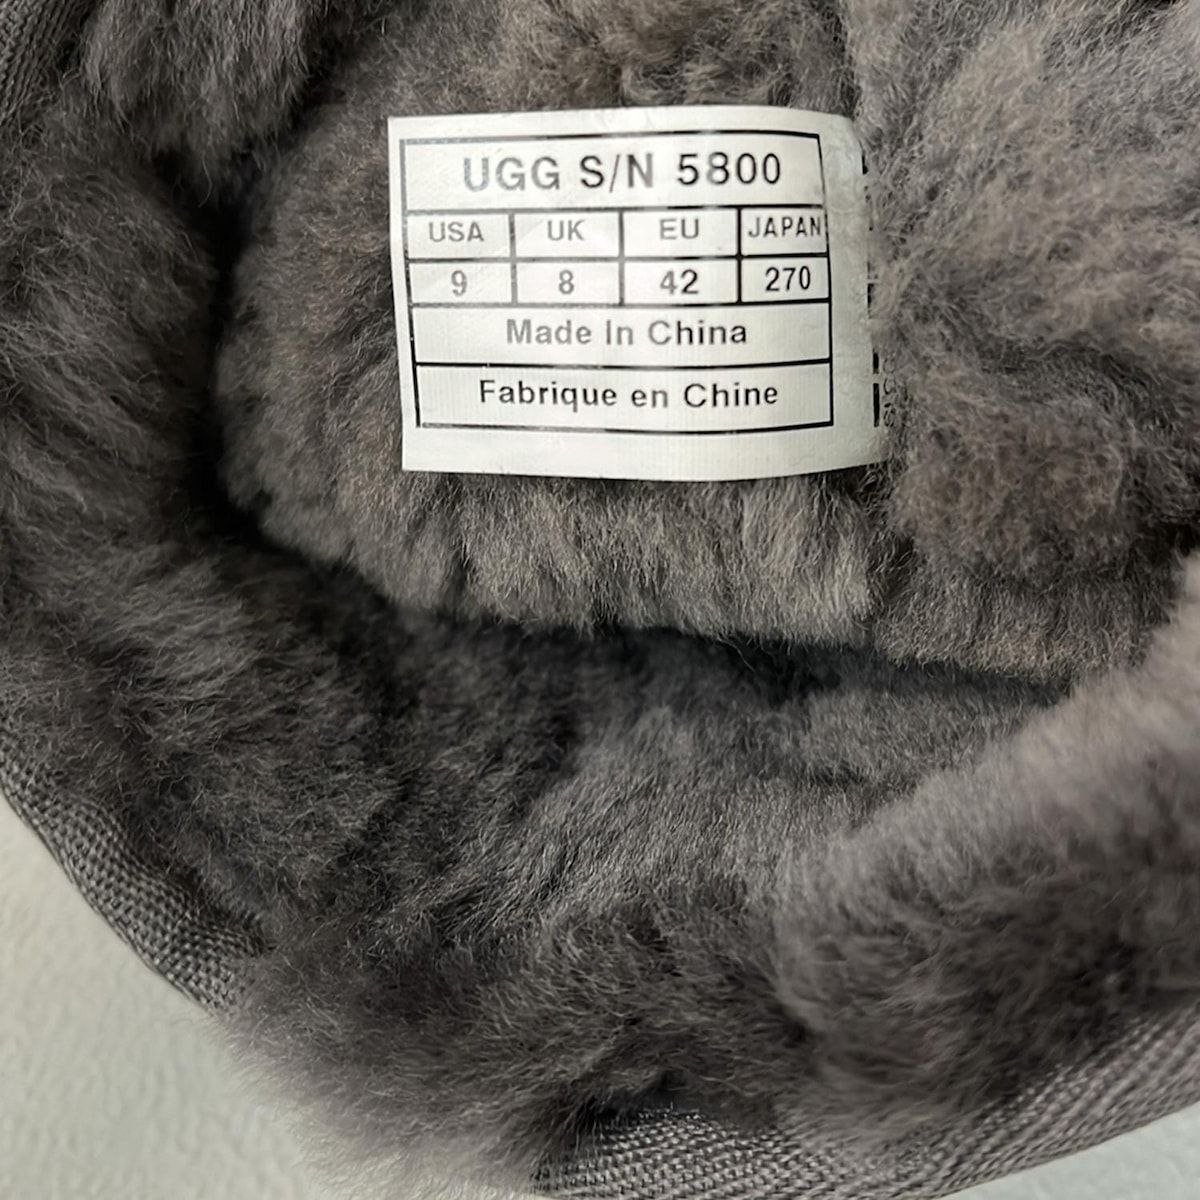 UGG S/N 5800
USA UK EU JAPAN
9 8 42 270
Made In China
Fabrique en Chine